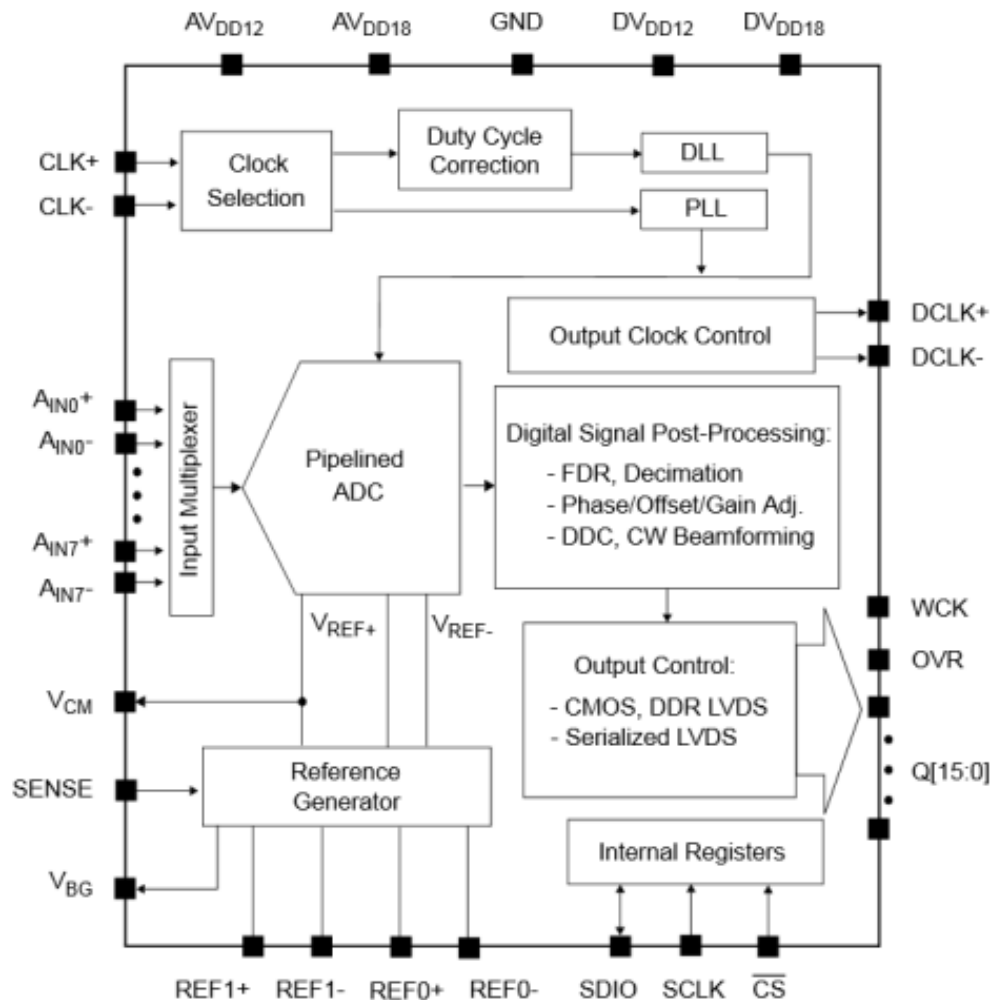 AVDD12 AVDD18 GND DVDD12 DVDD18
CLK+
CLK-
Clock
Selection
Duty Cycle
Correction
DLL
PLL
Output Clock Control
DCLK+
DCLK-
AIN0+
AIN0-
AIN7+
AIN7-
Input Multiplexer
Pipelined
ADC
Digital Signal Post-Processing:
- FDR, Decimation
- Phase/Offset/Gain Adj.
- DDC, CW Beamforming
VREF+
VREF-
WCK
OVR
Q[15:0]
Output Control:
- CMOS, DDR LVDS
- Serialized LVDS
VCM
SENSE
Reference
Generator
VBG
Internal Registers
REF1+ REF1- REF0+ REF0- SDIO SCLK C̅S̅